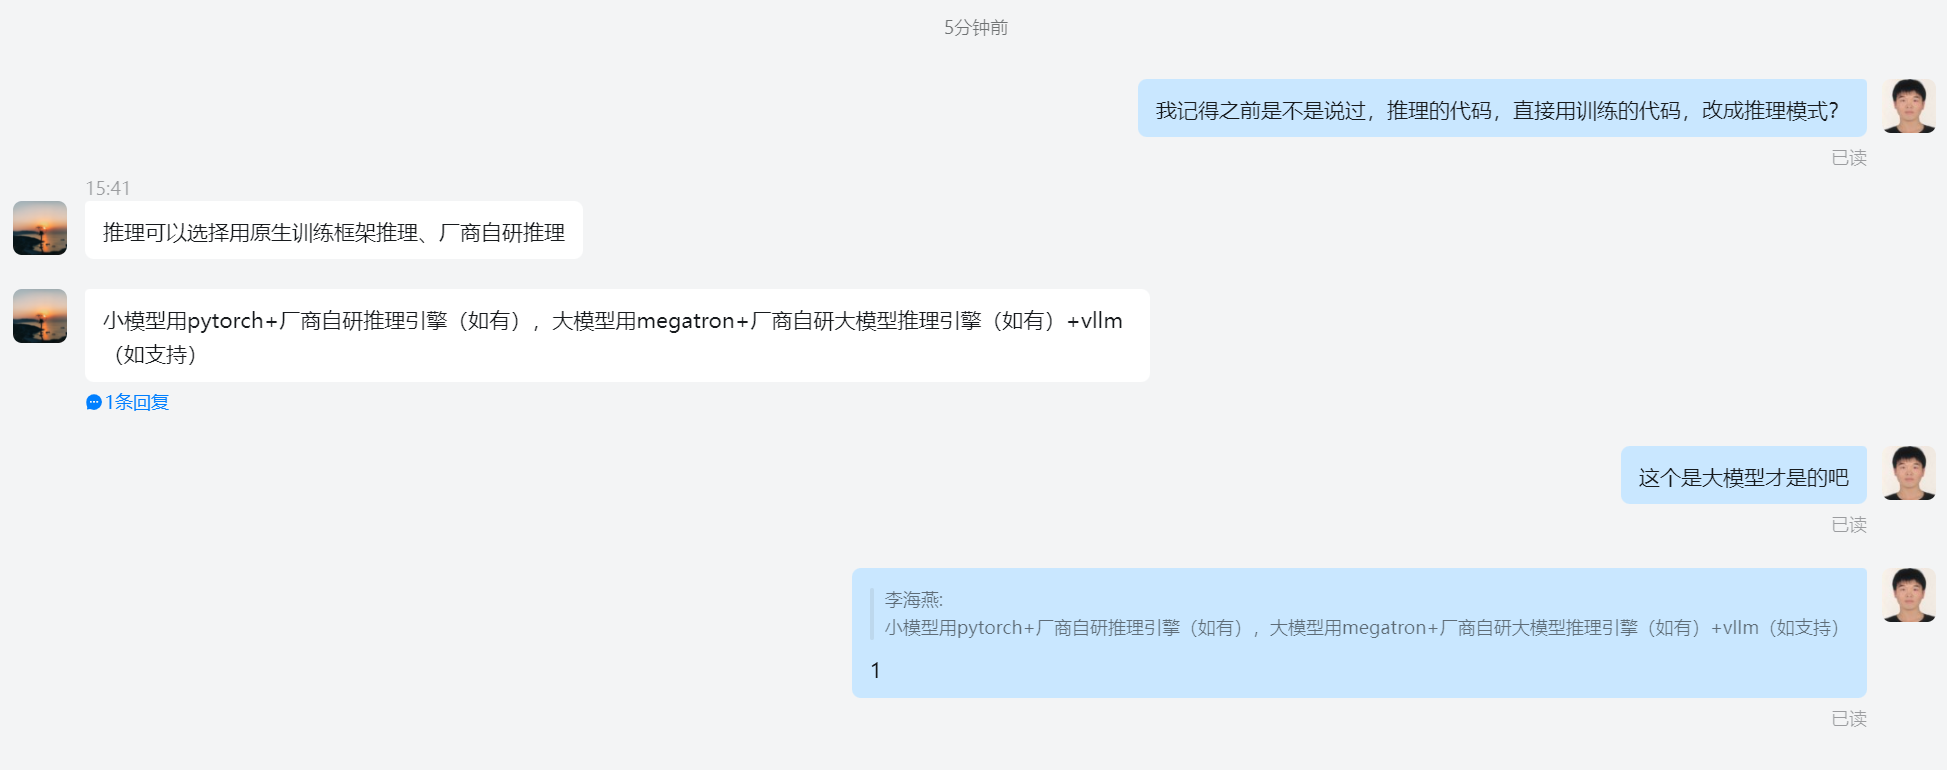 5分钟前
我记得之前是不是说过，推理的代码，直接用训练的代码，改成推理模式？
已读
15:41
推理可以选择用原生训练框架推理、厂商自研推理
小模型用pytorch+厂商自研推理引擎（如有），大模型用megatron+厂商自研大模型推理引擎（如有）+vllm
（如支持）
1条回复
这个是大模型才是的吧
已读
李海燕:
小模型用pytorch+厂商自研推理引擎（如有），大模型用megatron+厂商自研大模型推理引擎（如有）+vllm（如支持）
1
已读